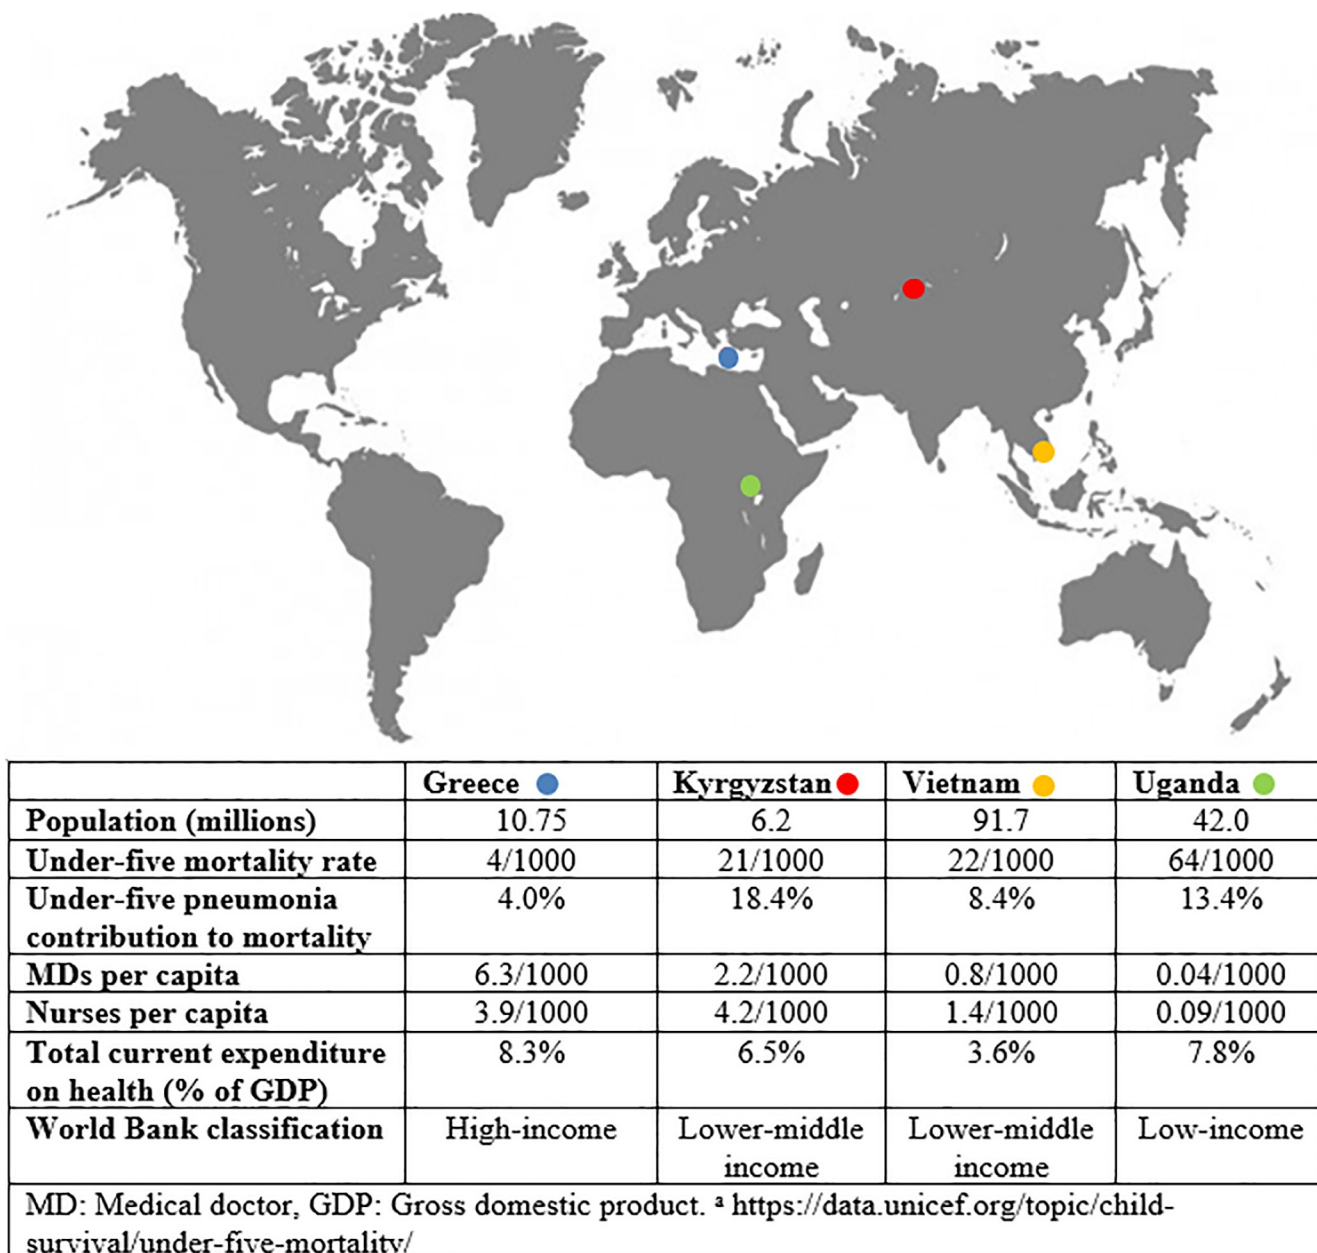 Greece Kyrgyzstan Vietnam Uganda
Population (millions) 10.75 6.2 91.7 42.0
Under-five mortality rate 4/1000 21/1000 22/1000 64/1000
Under-five pneumonia 4.0% 18.4% 8.4% 13.4%
contribution to mortality
MDs per capita 6.3/1000 2.2/1000 0.8/1000 0.04/1000
Nurses per capita 3.9/1000 4.2/1000 1.4/1000 0.09/1000
Total current expenditure 8.3% 6.5% 3.6% 7.8%
on health (% of GDP)
World Bank classification High-income Lower-middle Lower-middle Low-income
income income
MD: Medical doctor, GDP: Gross domestic product. ᵃ https://data.unicef.org/topic/child-
survival/under-five-mortality/